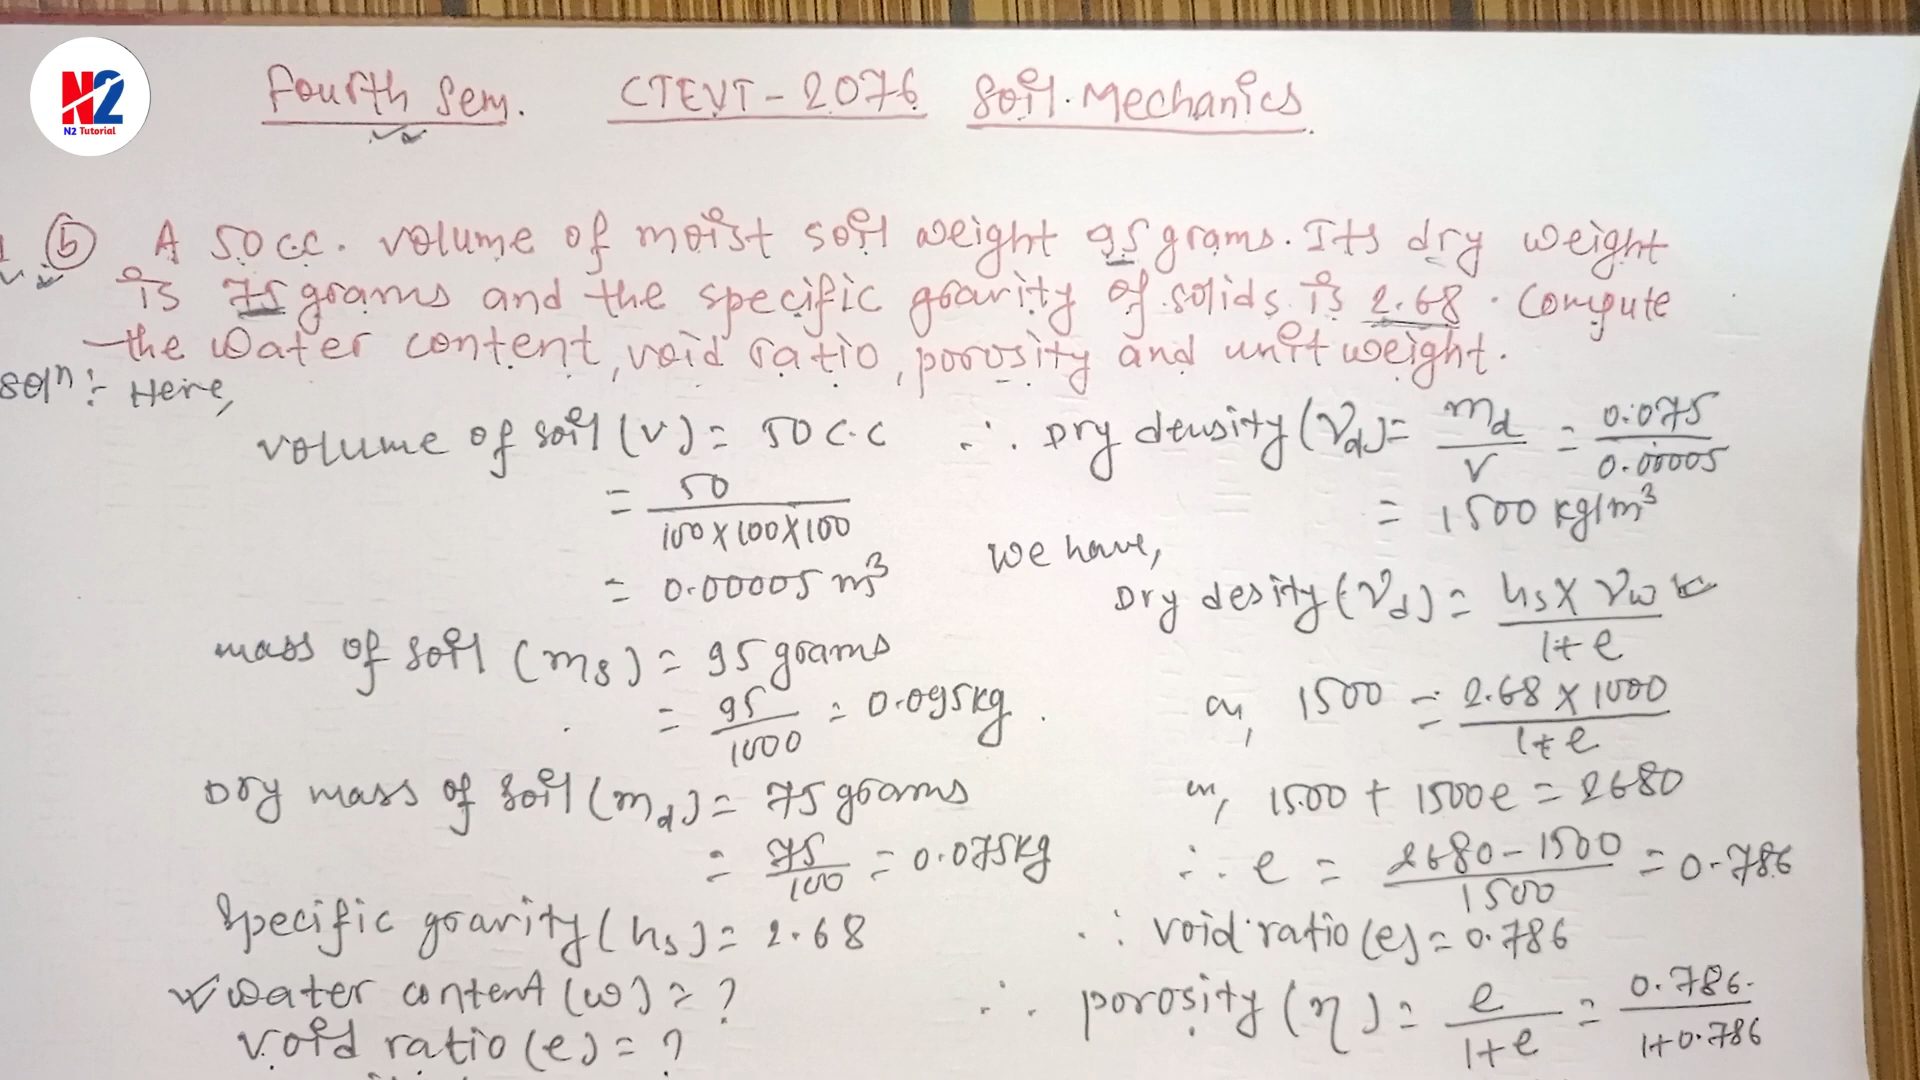 N2
N2 Tutorial
Fourth Sem. CTEVT - 2076 Soil Mechanics
⑤ A 50 c.c. volume of moist soil weight 95 grams. Its dry weight
is 75 grams and the specific gravity of solids is 2.68. Compute
the water content, void ratio, porosity and unit weight.
Solⁿ:- Here,
volume of soil (v) = 50 c.c
= 50 / 100×100×100
= 0.00005 m³
mass of soil (ms) = 95 grams
= 95/1000 = 0.095kg.
Dry mass of soil (md) = 75 grams
= 75/100 = 0.075kg
Specific gravity (hs) = 2.68
water content (w) = ?
void ratio (e) = ?
∴ Dry density (γd) = md/v = 0.075/0.00005
= 1500 kg/m³
We have,
Dry desity (γd) = hs × γw / 1+e
or, 1500 = 2.68 × 1000 / 1+e
or, 1500 + 1500e = 2680
∴ e = 2680-1500 / 1500 = 0.786
∴ void ratio (e) = 0.786
∴ porosity (η) = e / 1+e = 0.786 / 1+0.786